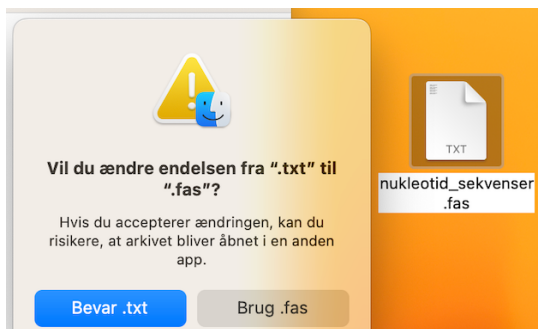 Vil du ændre endelsen fra “.txt” til
“.fas”?
Hvis du accepterer ændringen, kan du
risikere, at arkivet bliver åbnet i en anden
app.
Bevar .txt
Brug .fas
TXT
nukleotid_sekvenser
.fas